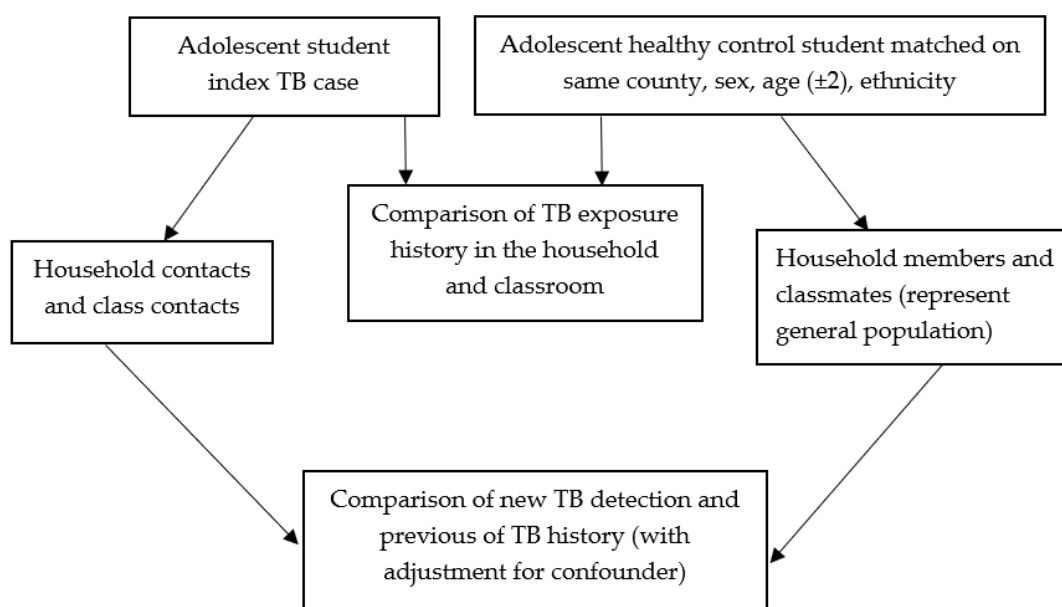 Adolescent student
index TB case
Adolescent healthy control student matched on
same county, sex, age (±2), ethnicity
Comparison of TB exposure
history in the household
and classroom
Household contacts
and class contacts
Household members and
classmates (represent
general population)
Comparison of new TB detection and
previous of TB history (with
adjustment for confounder)